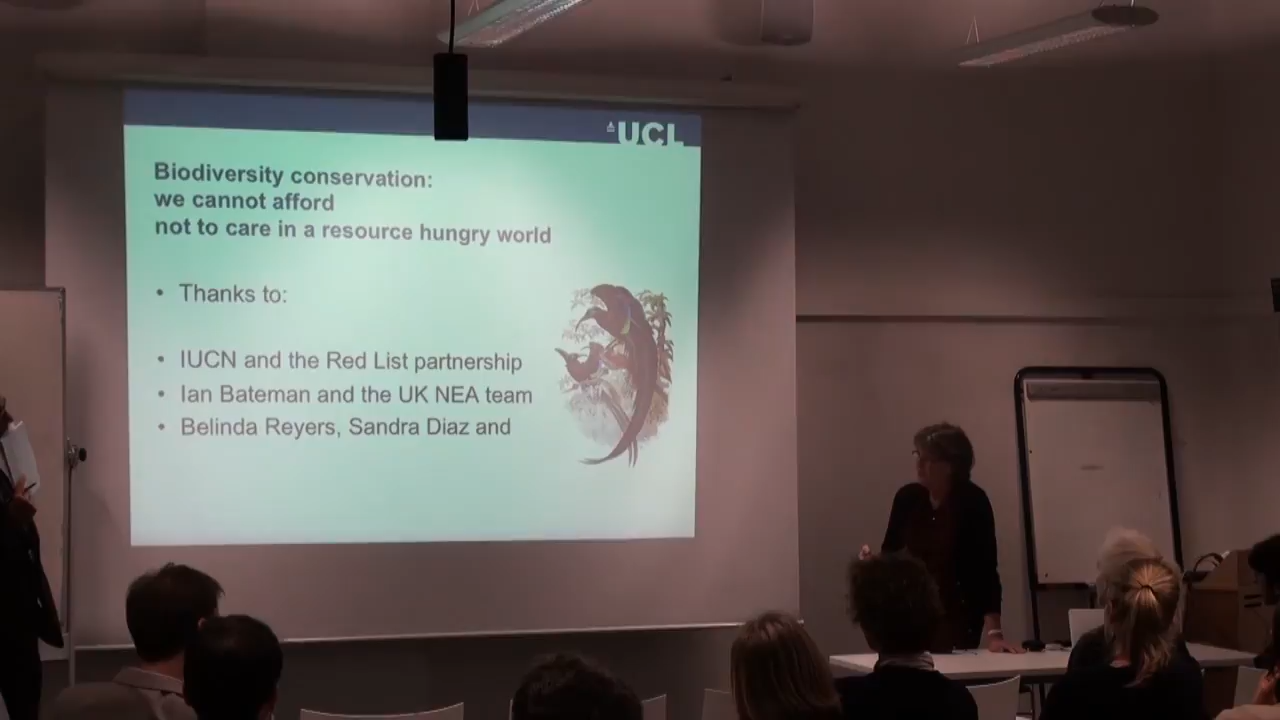 UCL
Biodiversity conservation:
we cannot afford
not to care in a resource hungry world
• Thanks to:
• IUCN and the Red List partnership
• Ian Bateman and the UK NEA team
• Belinda Reyers, Sandra Diaz and